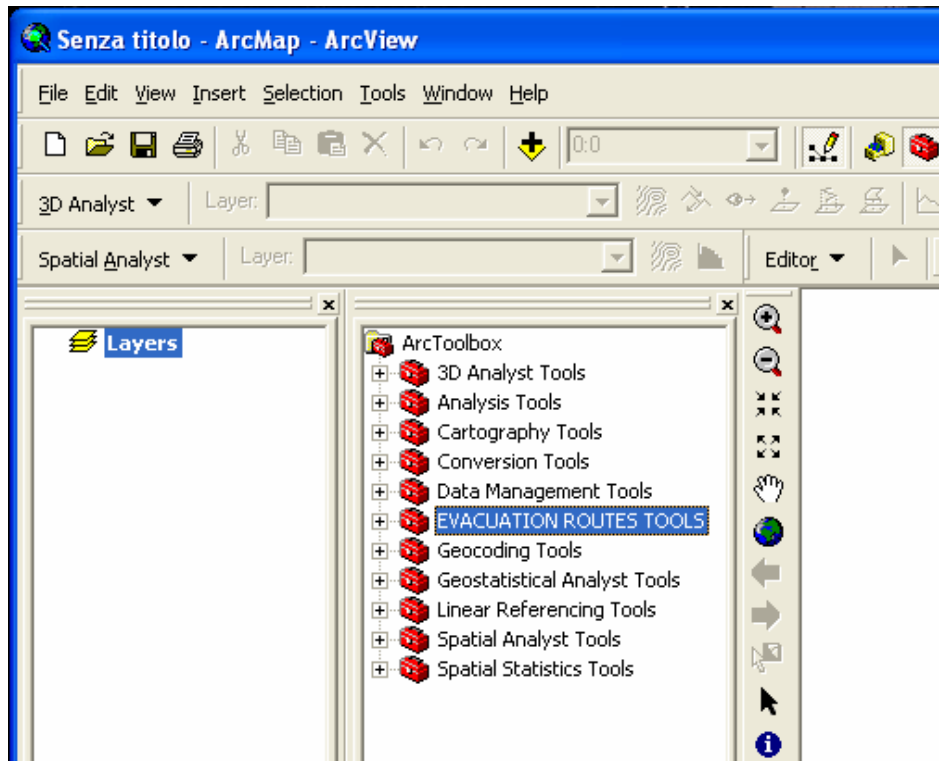 Senza titolo - ArcMap - ArcView
File Edit View Insert Selection Tools Window Help
0:0
3D Analyst Layer:
Spatial Analyst Layer: Editor
Layers
ArcToolbox
3D Analyst Tools
Analysis Tools
Cartography Tools
Conversion Tools
Data Management Tools
EVACUATION ROUTES TOOLS
Geocoding Tools
Geostatistical Analyst Tools
Linear Referencing Tools
Spatial Analyst Tools
Spatial Statistics Tools